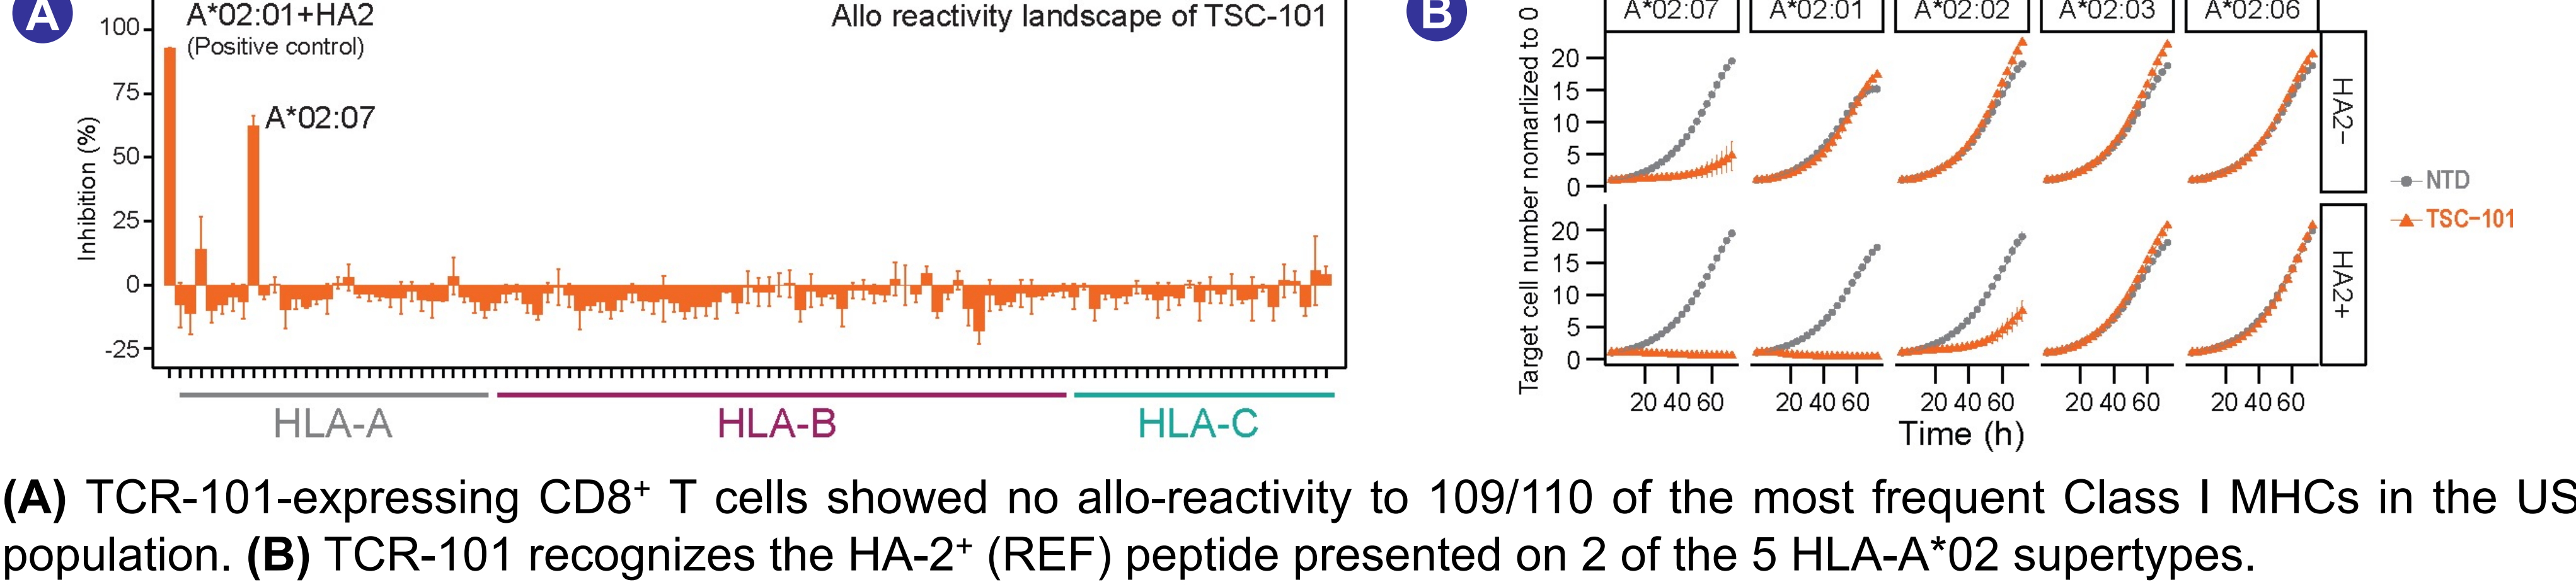 A
A*02:01+HA2
(Positive control)
Allo reactivity landscape of TSC-101
A*02:07
Inhibition (%)
100
75
50
25
0
-25
HLA-A
HLA-B
HLA-C
B
A*02:07
A*02:01
A*02:02
A*02:03
A*02:06
Target cell number nomarlized to 0
20
15
10
5
0
HA2−
20
15
10
5
0
HA2+
20 40 60
20 40 60
20 40 60
20 40 60
20 40 60
Time (h)
NTD
TSC−101
(A) TCR-101-expressing CD8⁺ T cells showed no allo-reactivity to 109/110 of the most frequent Class I MHCs in the US
population. (B) TCR-101 recognizes the HA-2⁺ (REF) peptide presented on 2 of the 5 HLA-A*02 supertypes.